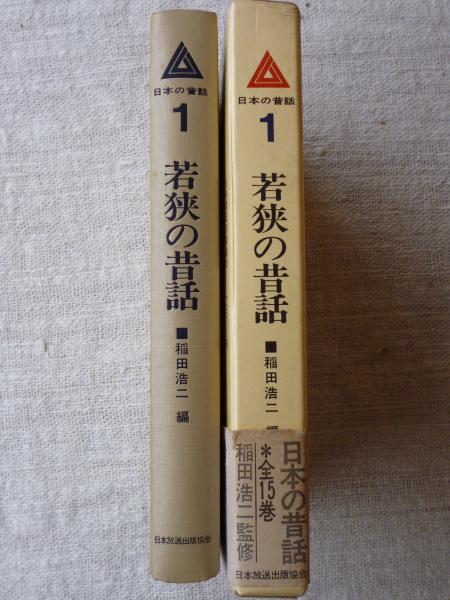 日本の昔話
1
若狭の昔話
■稲田浩二 編
日本放送出版協会
日本の昔話
1
若狭の昔話
■稲田浩二 編
日本の昔話
*全15巻
稲田浩二監修
日本放送出版協会